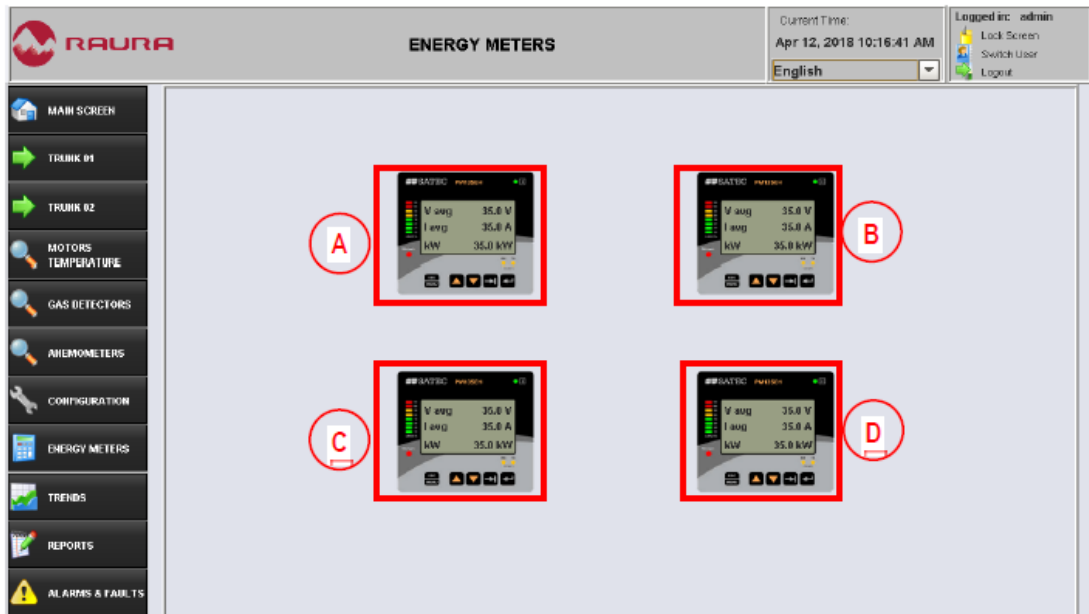 RAURA
ENERGY METERS
Current Time:
Apr 12, 2018 10:16:41 AM
English
Logged in: admin
Lock Screen
Switch User
Logout
MAIN SCREEN
TRUNK 01
TRUNK 02
MOTORS
TEMPERATURE
GAS DETECTORS
ANEMOMETERS
CONFIGURATION
ENERGY METERS
TRENDS
REPORTS
ALARMS & FAULTS
A
SATEC
V avg 35.0 V
I avg 35.0 A
kW 35.0 kW
B
SATEC
V avg 35.0 V
I avg 35.0 A
kW 35.0 kW
C
SATEC
V avg 35.0 V
I avg 35.0 A
kW 35.0 kW
D
SATEC
V avg 35.0 V
I avg 35.0 A
kW 35.0 kW